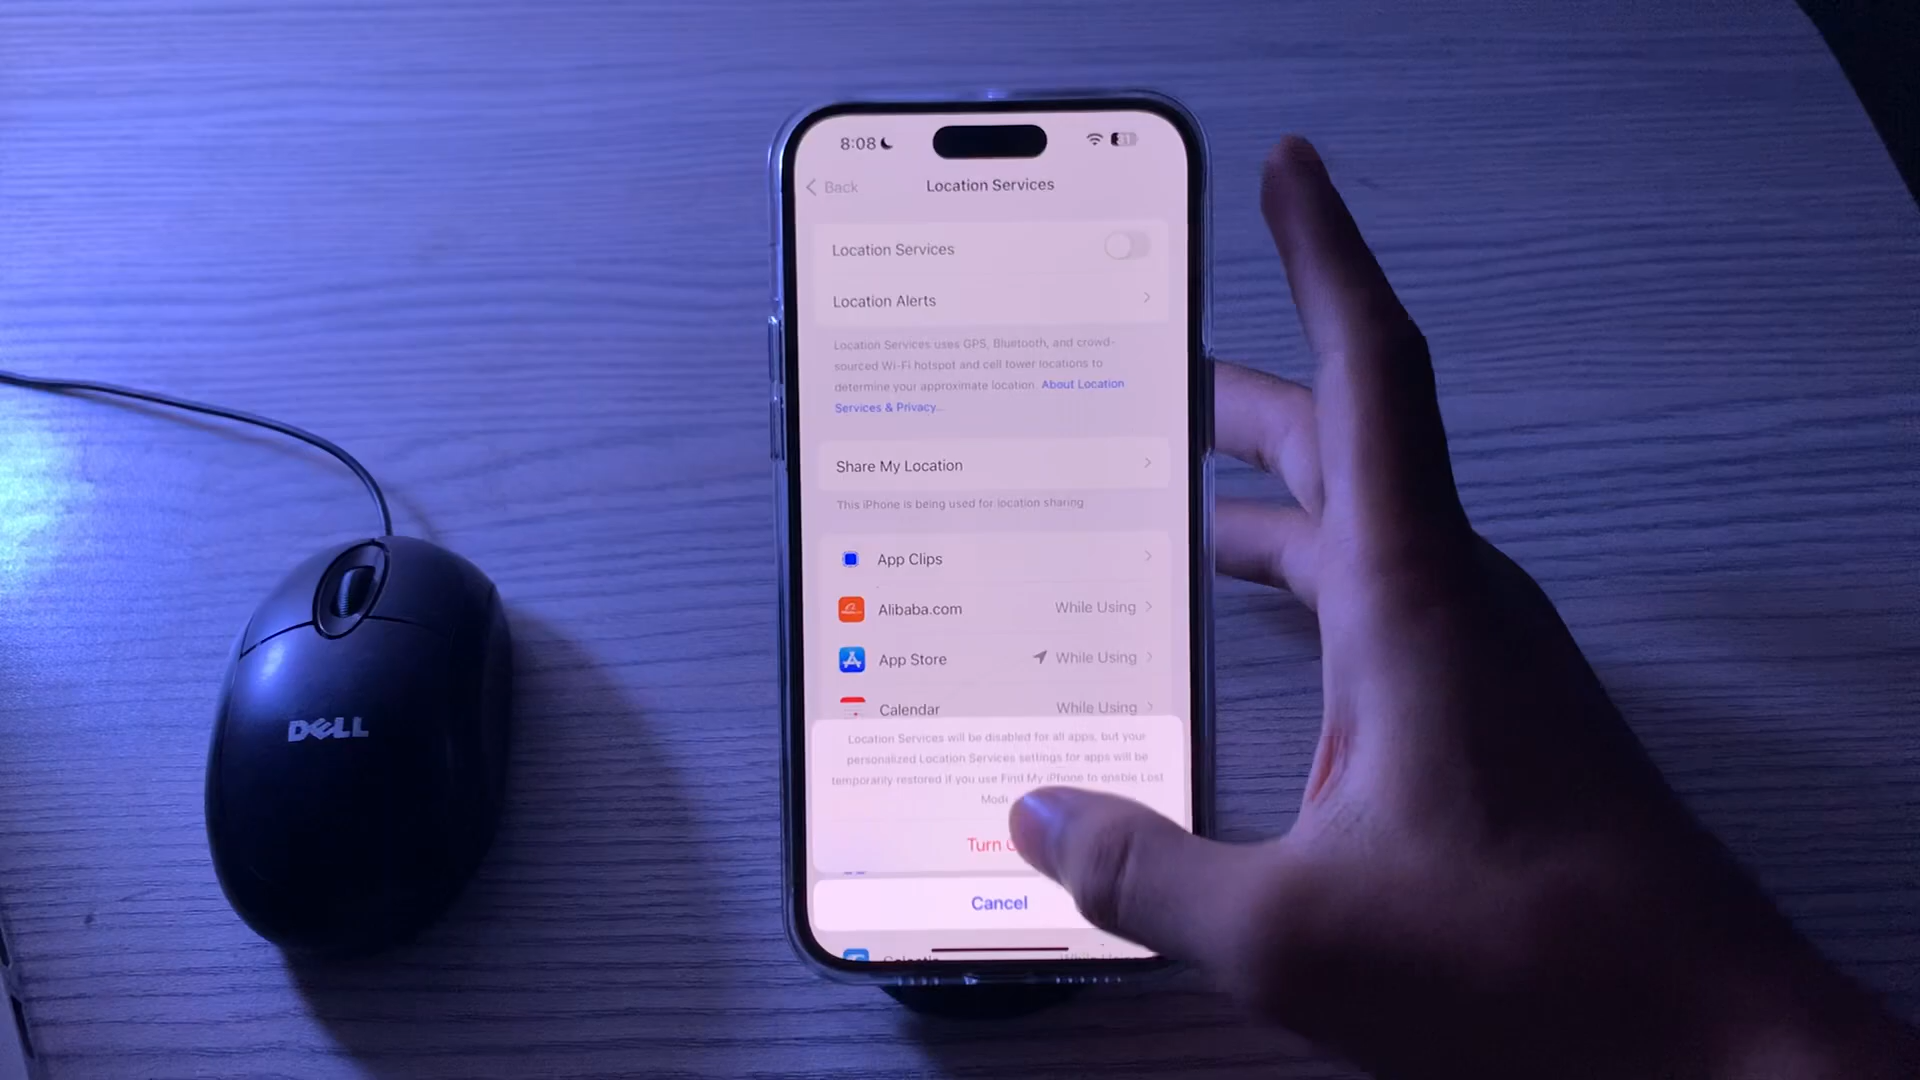 8:08
31
Back
Location Services
Location Services
Location Alerts
Location Services uses GPS, Bluetooth, and crowd-
sourced Wi-Fi hotspot and cell tower locations to
determine your approximate location. About Location
Services & Privacy...
Share My Location
This iPhone is being used for location sharing
App Clips
Alibaba.com While Using
App Store While Using
Calendar While Using
Location Services will be disabled for all apps, but your
personalized Location Services settings for apps will be
temporarily restored if you use Find My iPhone to enable Lost
Mode
Turn
Cancel
DELL